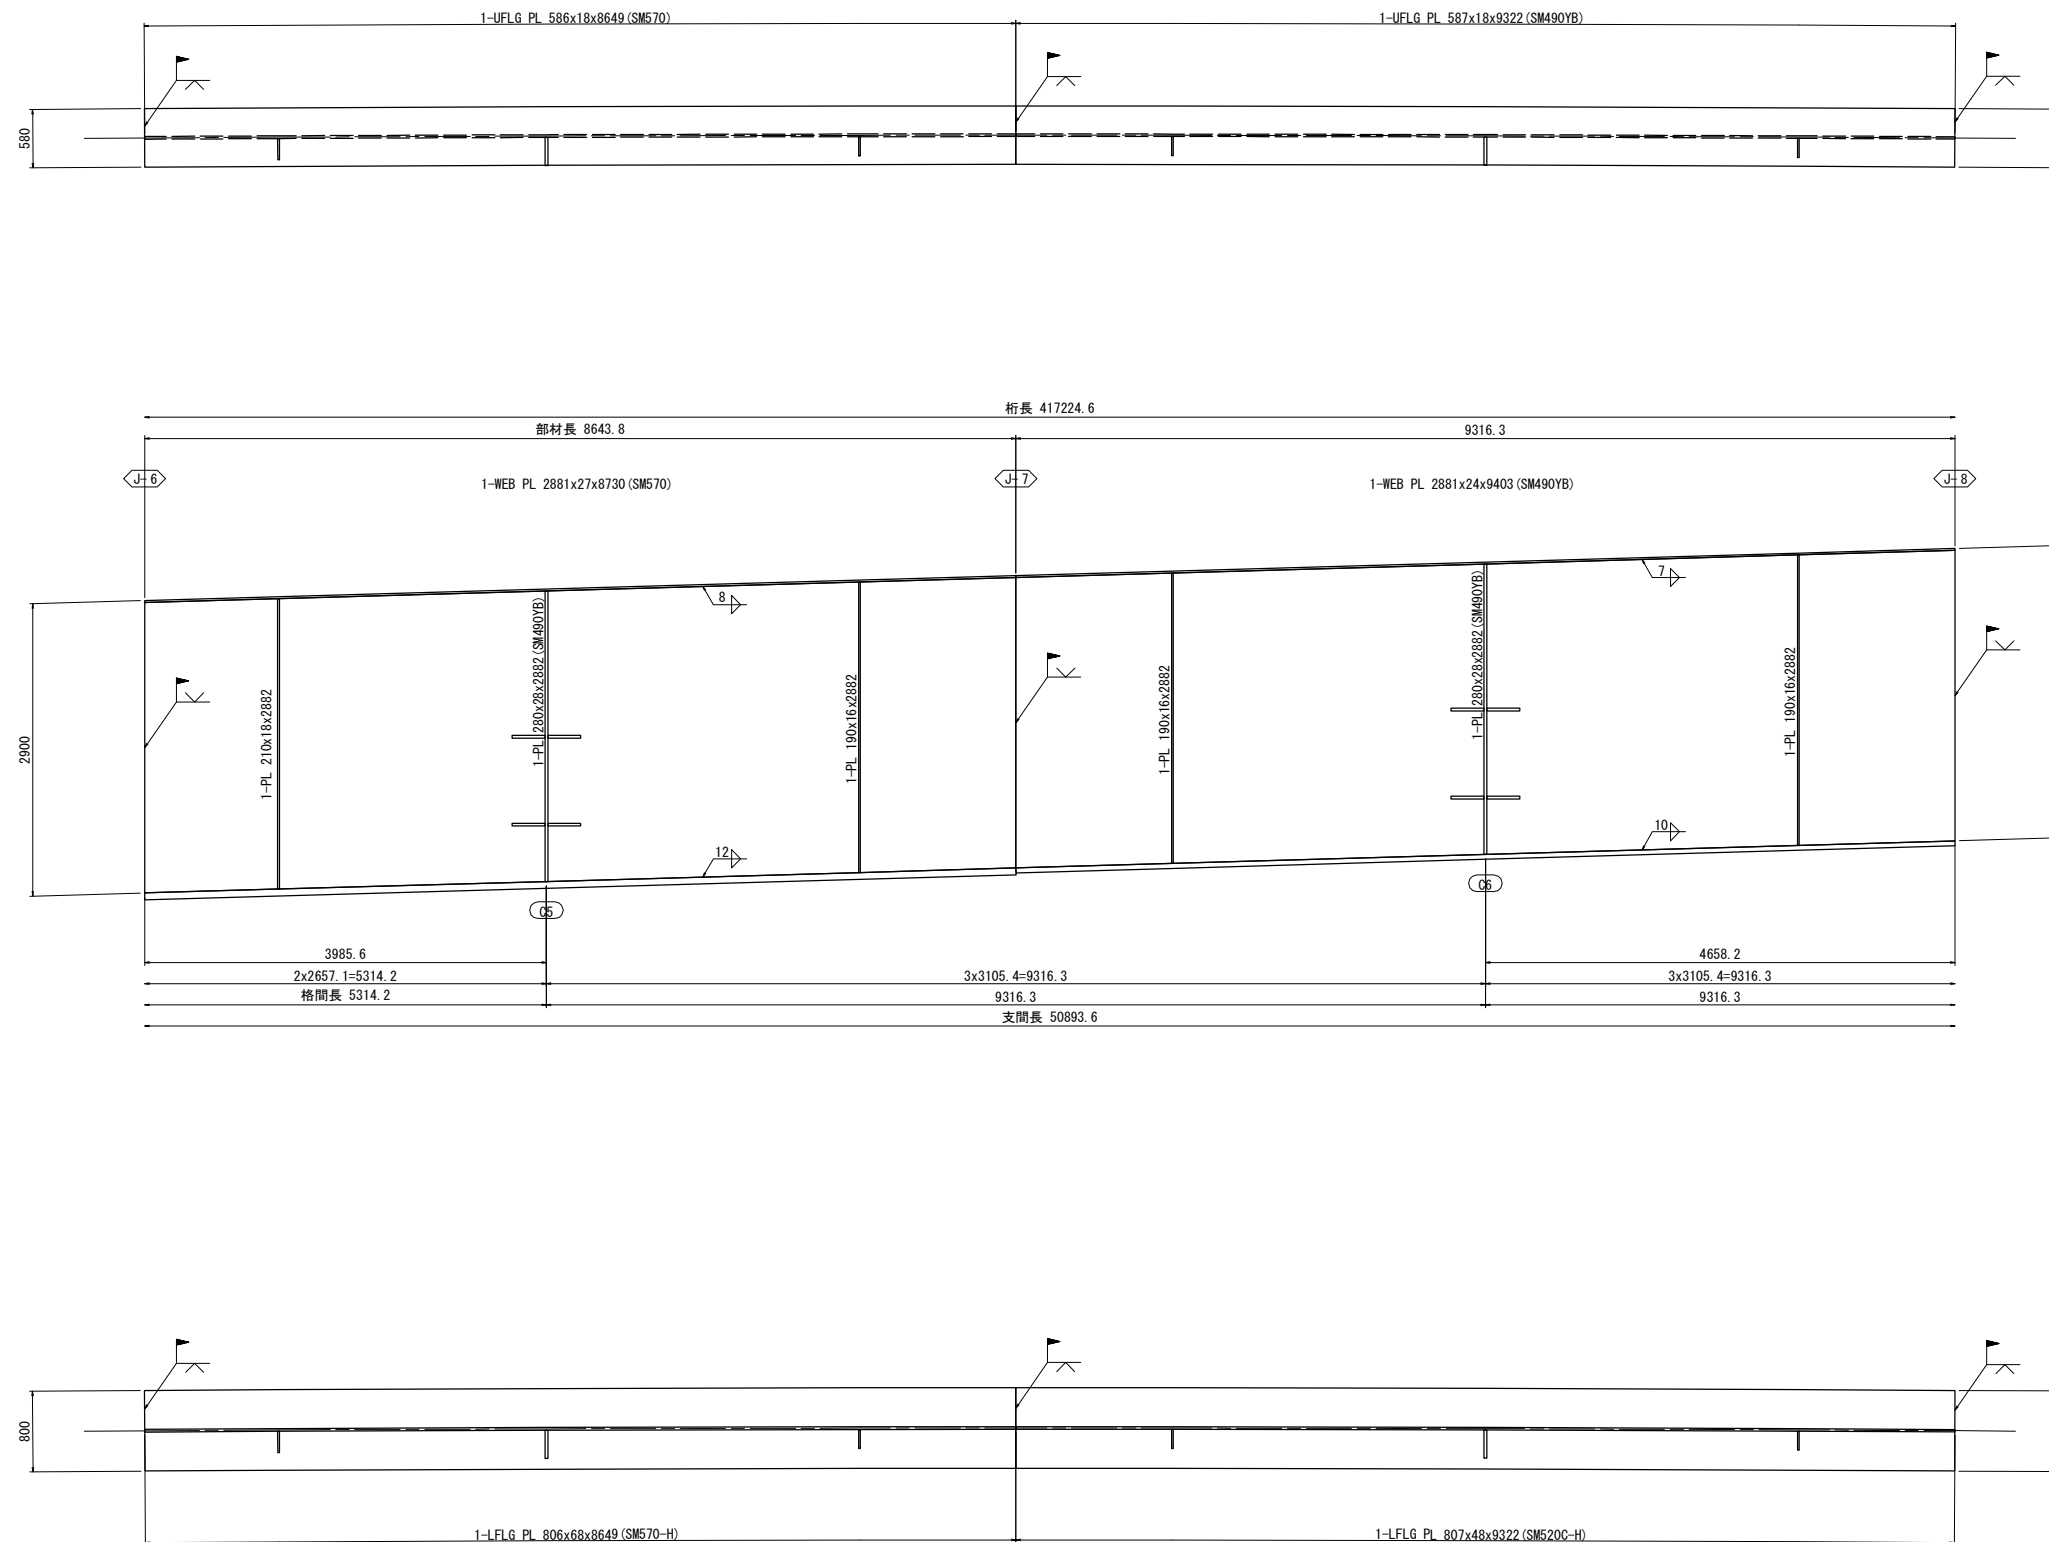 1-UFLG PL 586x18x8649(SM570)
1-UFLG PL 587x18x9322(SM490YB)
580
桁長 417224.6
部材長 8643.8
9316.3
J-6
J-7
J-8
1-WEB PL 2881x27x8730(SM570)
1-WEB PL 2881x24x9403(SM490YB)
2900
1-PL 210x18x2882
1-PL 280x28x2882(SM490YB)
8
1-PL 190x16x2882
1-PL 190x16x2882
1-PL 280x28x2882(SM490YB)
7
1-PL 190x16x2882
12
10
C5
C6
3985.6
4658.2
2x2657.1=5314.2
3x3105.4=9316.3
3x3105.4=9316.3
格間長 5314.2
9316.3
9316.3
支間長 50893.6
800
1-LFLG PL 806x68x8649(SM570-H)
1-LFLG PL 807x48x9322(SM520C-H)